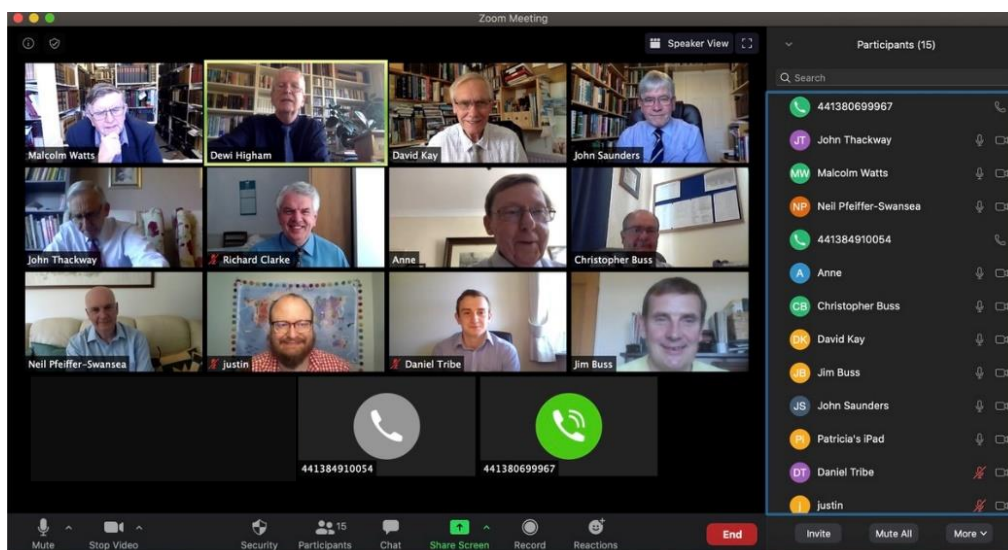 Zoom Meeting
Speaker View
Malcolm Watts
Dewi Higham
David Kay
John Saunders
John Thackway
Richard Clarke
Anne
Christopher Buss
Neil Pfeiffer-Swansea
justin
Daniel Tribe
Jim Buss
441384910054
441380699967
Mute
Stop Video
Security
15
Participants
Chat
Share Screen
Record
Reactions
End
Participants (15)
Search
441380699967
JT John Thackway
MW Malcolm Watts
NP Neil Pfeiffer-Swansea
441384910054
A Anne
CB Christopher Buss
DK David Kay
JB Jim Buss
JS John Saunders
Pi Patricia's iPad
DT Daniel Tribe
j justin
Invite
Mute All
More